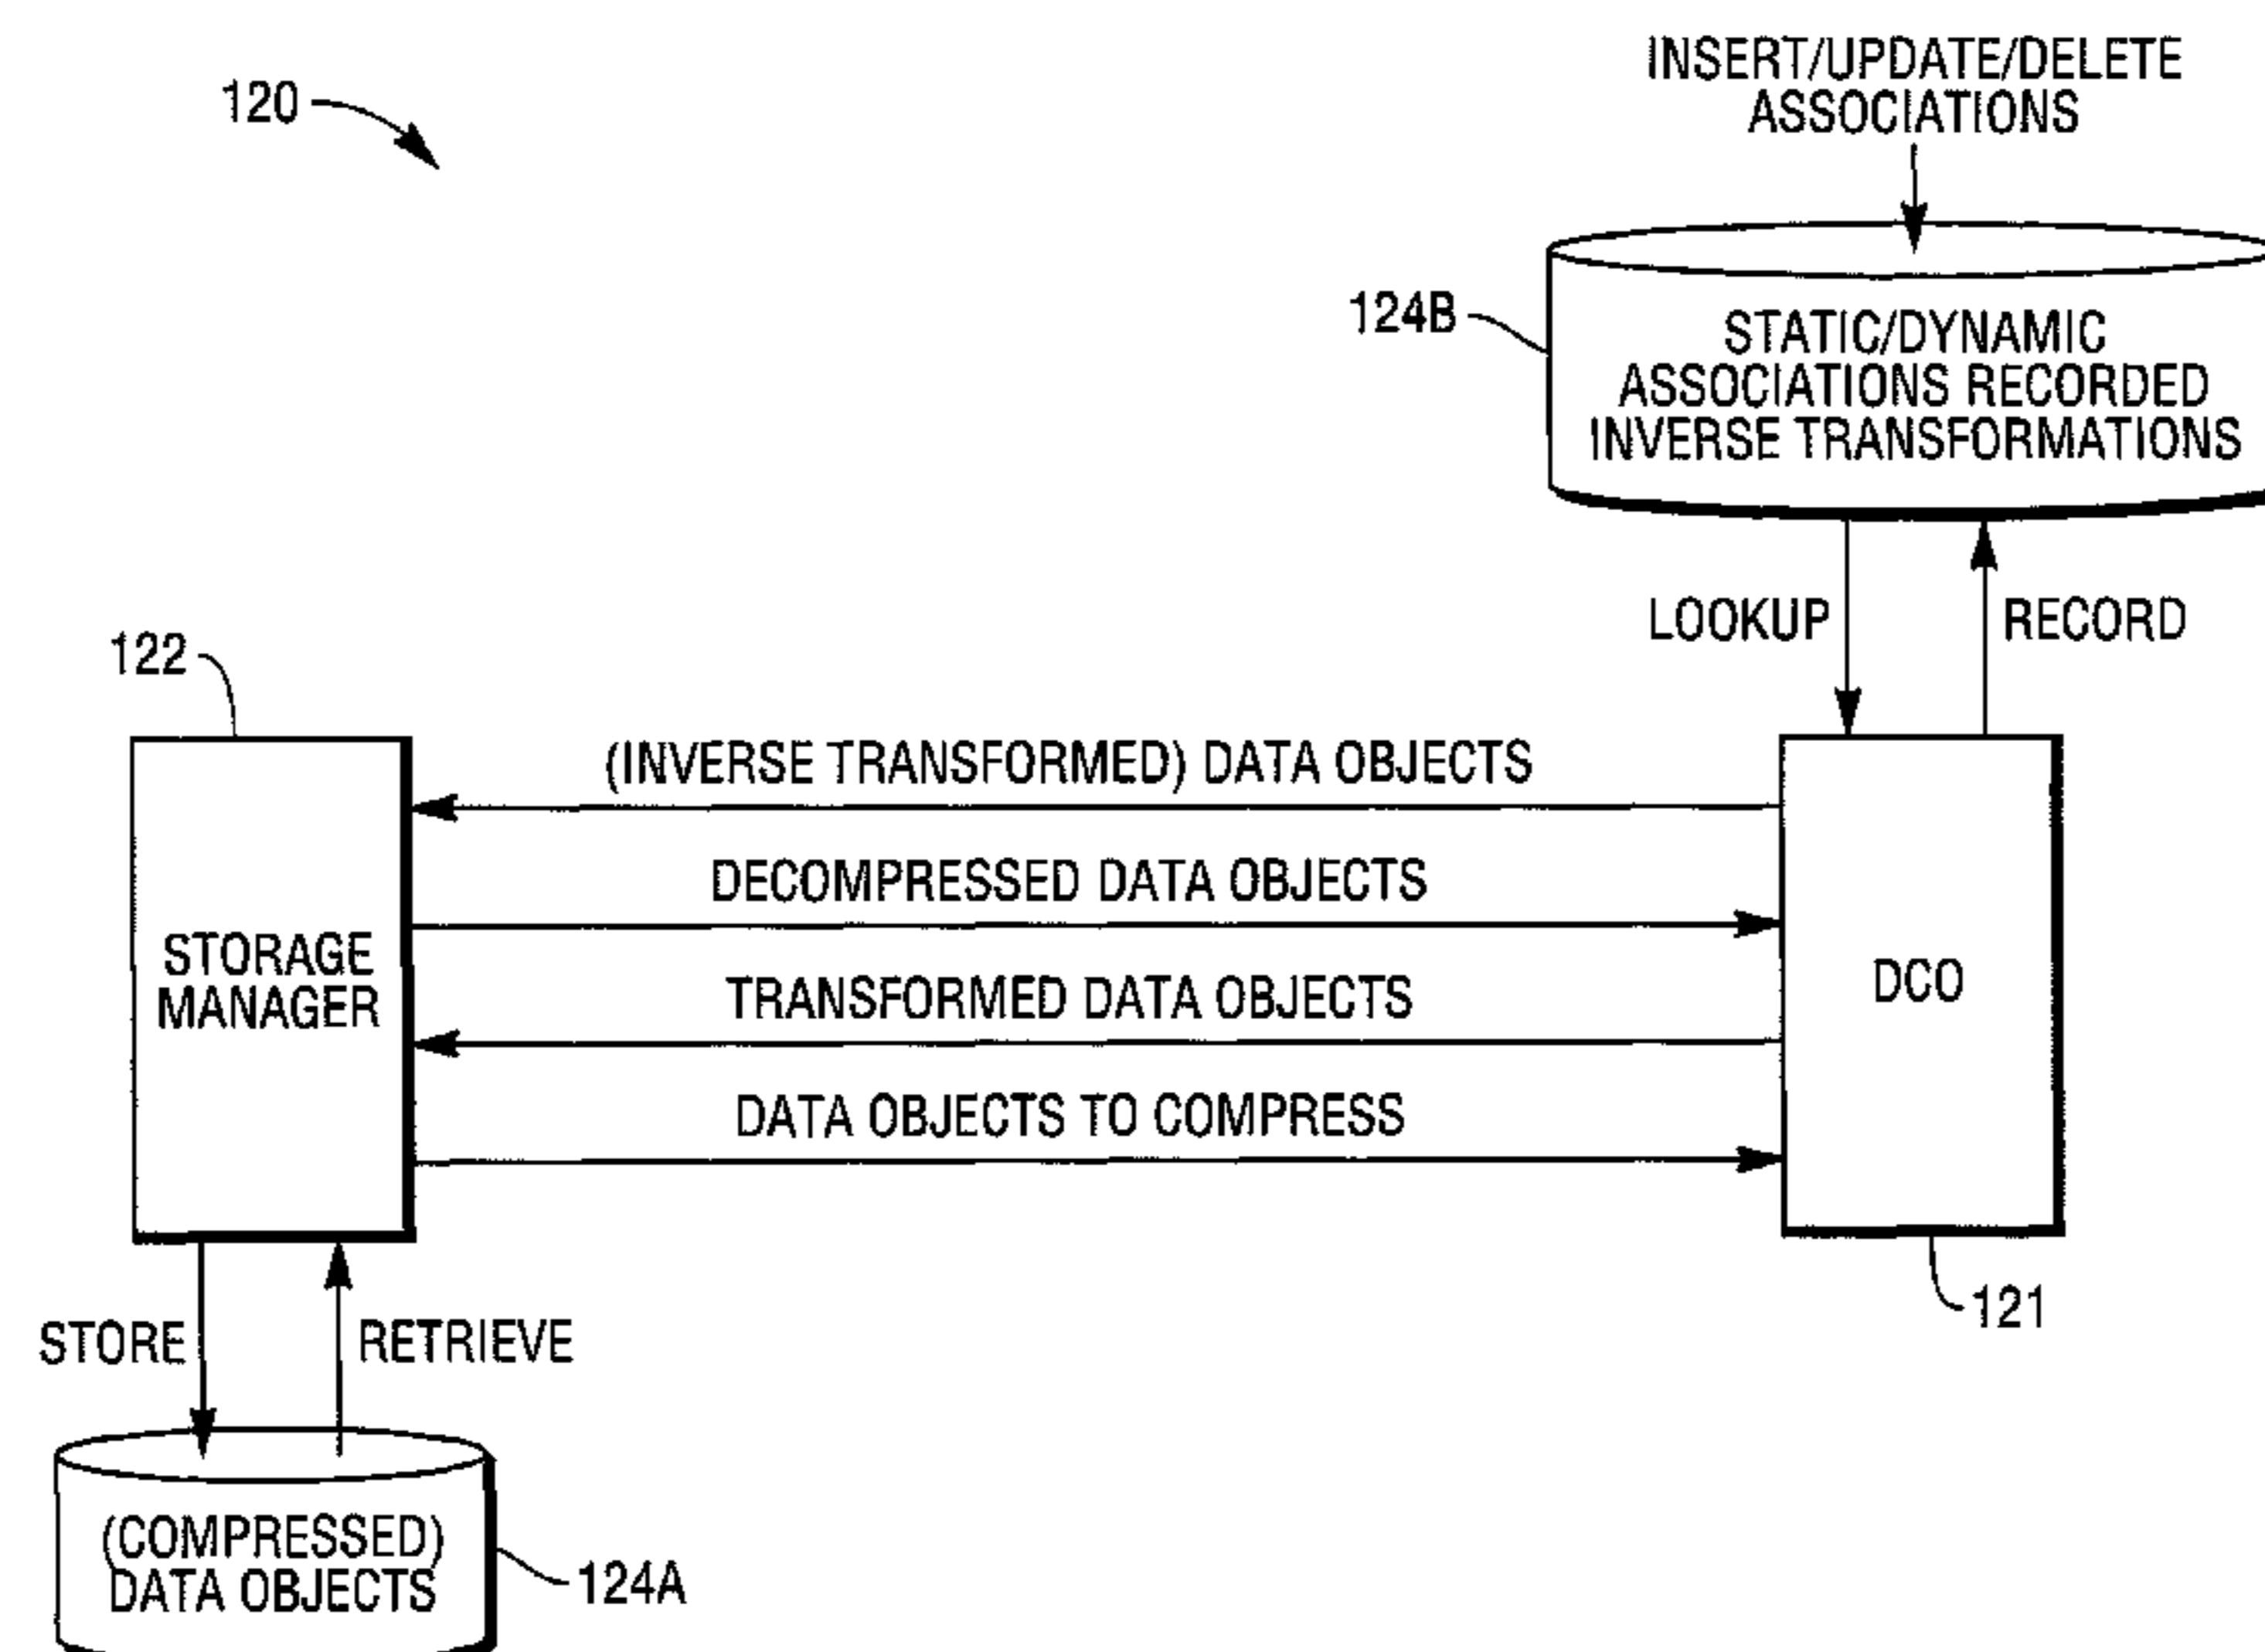 120
INSERT/UPDATE/DELETE
ASSOCIATIONS
124B
STATIC/DYNAMIC
ASSOCIATIONS RECORDED
INVERSE TRANSFORMATIONS
LOOKUP
RECORD
122
(INVERSE TRANSFORMED) DATA OBJECTS
DECOMPRESSED DATA OBJECTS
STORAGE
MANAGER
DCO
TRANSFORMED DATA OBJECTS
DATA OBJECTS TO COMPRESS
121
STORE
RETRIEVE
(COMPRESSED)
DATA OBJECTS
124A